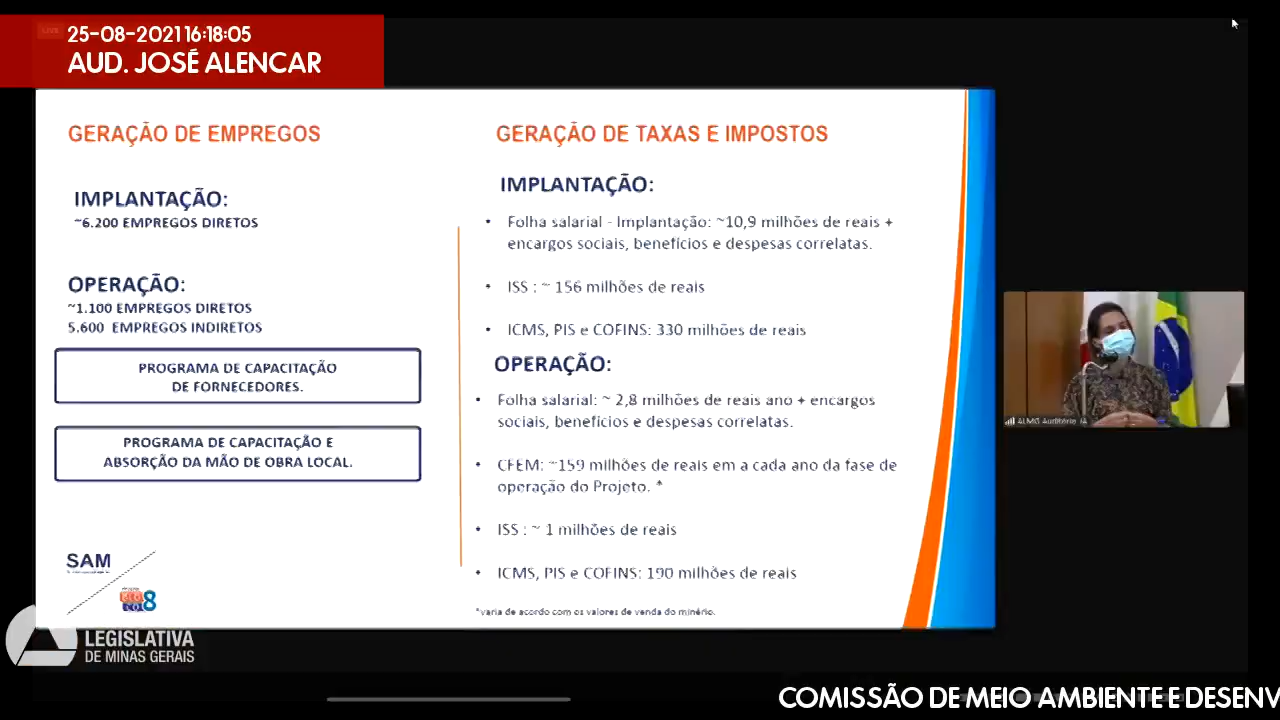 25-08-2021 16:18:05
AUD. JOSÉ ALENCAR
GERAÇÃO DE EMPREGOS
IMPLANTAÇÃO:
~6.200 EMPREGOS DIRETOS
OPERAÇÃO:
~1.100 EMPREGOS DIRETOS
5.600 EMPREGOS INDIRETOS
PROGRAMA DE CAPACITAÇÃO
DE FORNECEDORES.
PROGRAMA DE CAPACITAÇÃO E
ABSORÇÃO DA MÃO DE OBRA LOCAL.
SAM
8
GERAÇÃO DE TAXAS E IMPOSTOS
IMPLANTAÇÃO:
• Folha salarial - Implantação: ~10,9 milhões de reais +
encargos sociais, benefícios e despesas correlatas.
• ISS : ~ 156 milhões de reais
• ICMS, PIS e COFINS: 330 milhões de reais
OPERAÇÃO:
• Folha salarial: ~ 2,8 milhões de reais ano + encargos
sociais, benefícios e despesas correlatas.
• CFEM: ~159 milhões de reais em a cada ano da fase de
operação do Projeto. *
• ISS : ~ 1 milhões de reais
• ICMS, PIS e COFINS: 190 milhões de reais
*varia de acordo com os valores de venda do minério.
ALMG Auditório JA
LEGISLATIVA
DE MINAS GERAIS
COMISSÃO DE MEIO AMBIENTE E DESENV